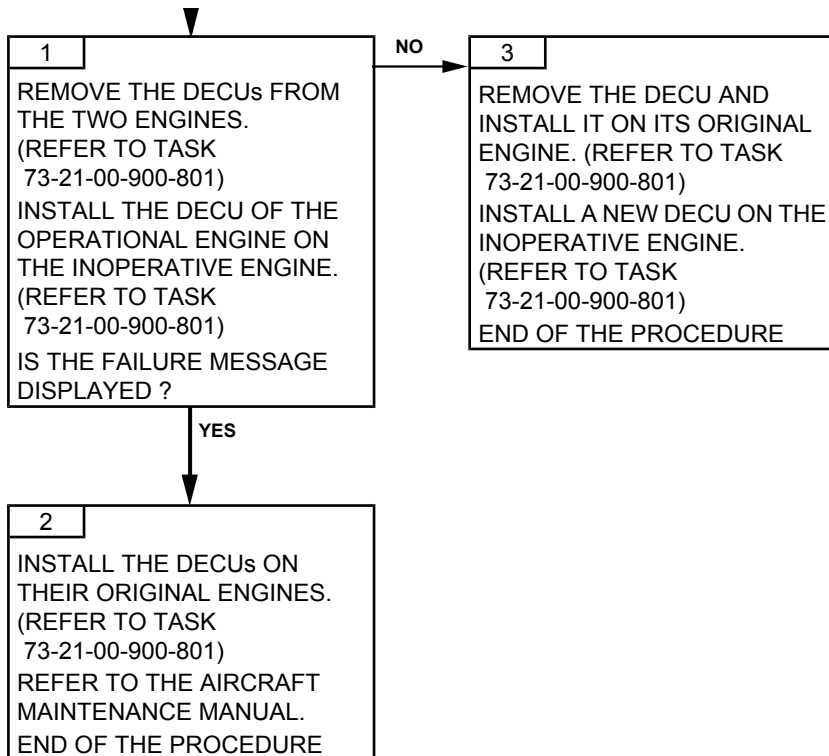 1
REMOVE THE DECUs FROM
THE TWO ENGINES.
(REFER TO TASK
73-21-00-900-801)
INSTALL THE DECU OF THE
OPERATIONAL ENGINE ON
THE INOPERATIVE ENGINE.
(REFER TO TASK
73-21-00-900-801)
IS THE FAILURE MESSAGE
DISPLAYED ?
NO
3
REMOVE THE DECU AND
INSTALL IT ON ITS ORIGINAL
ENGINE. (REFER TO TASK
73-21-00-900-801)
INSTALL A NEW DECU ON THE
INOPERATIVE ENGINE.
(REFER TO TASK
73-21-00-900-801)
END OF THE PROCEDURE
YES
2
INSTALL THE DECUs ON
THEIR ORIGINAL ENGINES.
(REFER TO TASK
73-21-00-900-801)
REFER TO THE AIRCRAFT
MAINTENANCE MANUAL.
END OF THE PROCEDURE